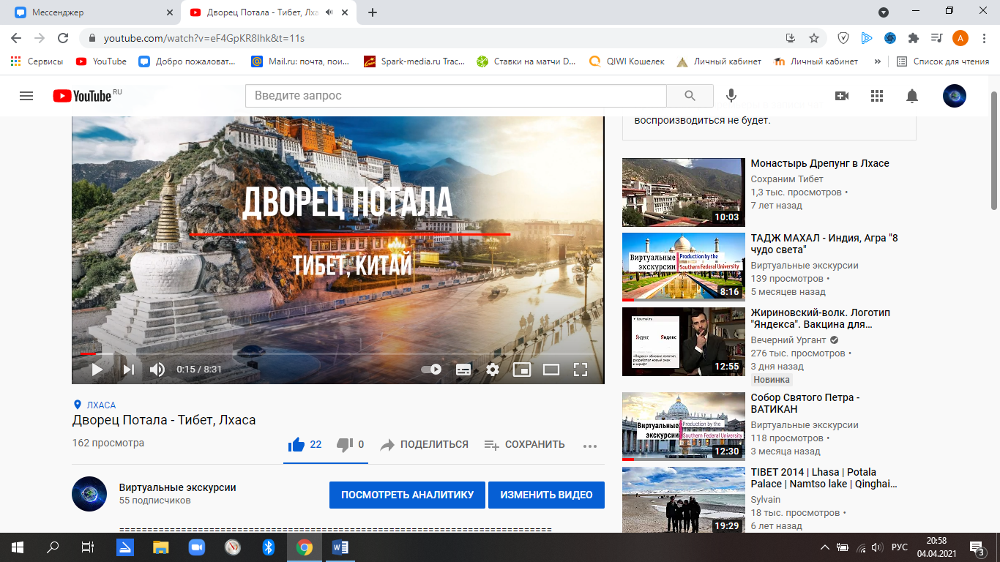 Мессенджер
Дворец Потала - Тибет, Лха
youtube.com/watch?v=eF4GpKR8Ihk&t=11s
А
Сервисы
YouTube
Добро пожаловат...
Mail.ru: почта, пои...
Spark-media.ru Trac...
Ставки на матчи D...
QIWI Кошелек
Личный кабинет
Личный кабинет
»
Список для чтения
YouTube RU
Введите запрос
ДВОРЕЦ ПОТАЛА
ТИБЕТ, КИТАЙ
0:15 / 8:31
ЛХАСА
Дворец Потала - Тибет, Лхаса
162 просмотра
22
0
ПОДЕЛИТЬСЯ
СОХРАНИТЬ
Виртуальные экскурсии
55 подписчиков
ПОСМОТРЕТЬ АНАЛИТИКУ
ИЗМЕНИТЬ ВИДЕО
воспроизводиться не будет.
10:03
Монастырь Дрепунг в Лхасе
Сохраним Тибет
1,3 тыс. просмотров •
7 лет назад
Виртуальные
экскурсии
Production by the
Southern Federal University
8:16
ТАДЖ МАХАЛ - Индия, Агра "8
чудо света"
Виртуальные экскурсии
139 просмотров •
5 месяцев назад
Яндекс
Яндекс
«Яндекс» обновил логотип,
разработал новый знак
и шрифт
12:55
Жириновский-волк. Логотип
"Яндекса". Вакцина для...
Вечерний Ургант
276 тыс. просмотров •
3 дня назад
Новинка
Виртуальные
экскурсии
Production by the
Southern Federal University
12:30
Собор Святого Петра -
ВАТИКАН
Виртуальные экскурсии
118 просмотров •
3 месяца назад
19:29
TIBET 2014 | Lhasa | Potala
Palace | Namtso lake | Qinghai...
Sylvain
18 тыс. просмотров •
6 лет назад
РУС
20:58
04.04.2021
3